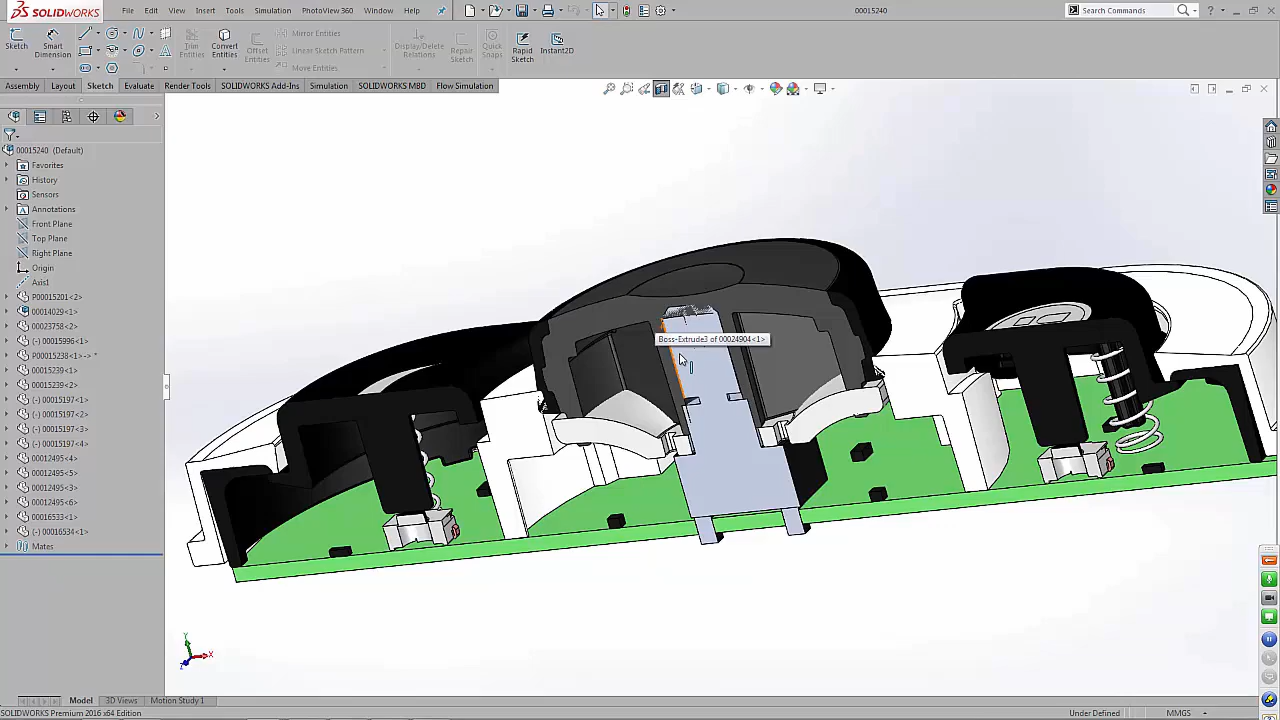 SOLIDWORKS File Edit View Insert Tools Simulation PhotoView 360 Window Help 00015240 Search Commands
Sketch Smart Dimension Trim Entities Convert Entities Offset Entities Mirror Entities Linear Sketch Pattern Move Entities Display/Delete Relations Repair Sketch Quick Snaps Rapid Sketch Instant2D
Assembly Layout Sketch Evaluate Render Tools SOLIDWORKS Add-Ins Simulation SOLIDWORKS MBD Flow Simulation
00015240 (Default)
Favorites
History
Sensors
Annotations
Front Plane
Top Plane
Right Plane
Origin
Axis1
P00015201<2>
00014029<1>
00023758<2>
(-) 00015996<1>
P00015238<1>-> *
00015239<1>
00015239<2>
00015197<1>
00015197<2>
00015197<3>
00015197<4>
00012495<4>
00012495<5>
00012495<3>
00012495<6>
00016533<1>
(-) 00016534<1>
Mates
Boss-Extrude3 of 00024904<1>
Y
X
Z
Model 3D Views Motion Study 1
SOLIDWORKS Premium 2016 x64 Edition Under Defined MMGS